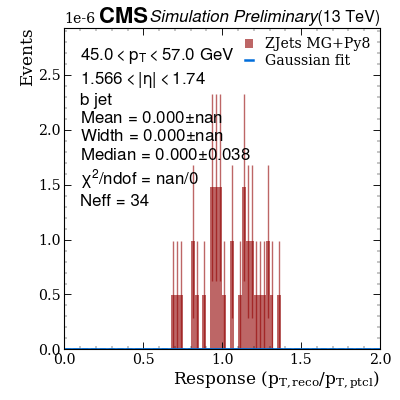 1e-6 CMS Simulation Preliminary (13 TeV)
Events
ZJets MG+Py8
Gaussian fit
45.0 < pT < 57.0 GeV
1.566 < |η| < 1.74
b jet
Mean = 0.000±nan
Width = 0.000±nan
Median = 0.000±0.038
χ²/ndof = nan/0
Neff = 34
2.5
2.0
1.5
1.0
0.5
0.0
0.0 0.5 1.0 1.5 2.0
Response (pT,reco/pT,ptcl)